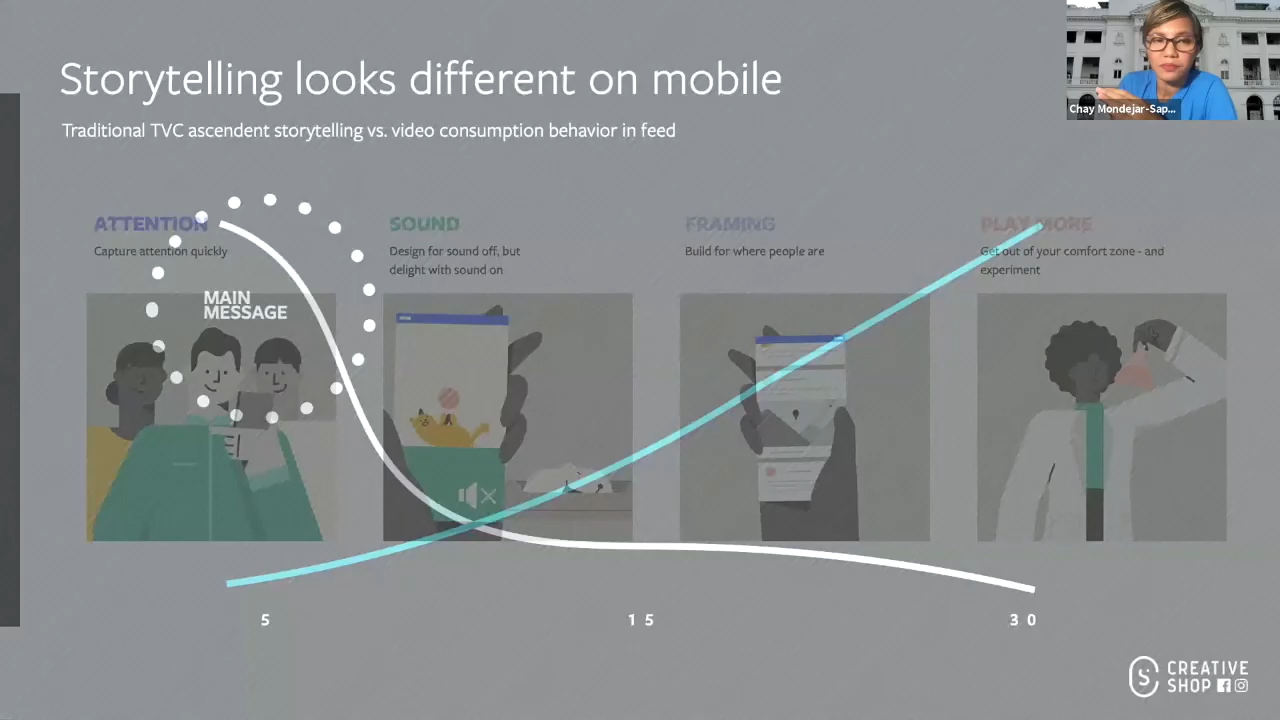 Storytelling looks different on mobile
Traditional TVC ascendent storytelling vs. video consumption behavior in feed
Chay Mondejar-Sap...
ATTENTION
Capture attention quickly
SOUND
Design for sound off, but
delight with sound on
FRAMING
Build for where people are
PLAY MORE
Get out of your comfort zone - and
experiment
MAIN
MESSAGE
5
15
30
CREATIVE
SHOP